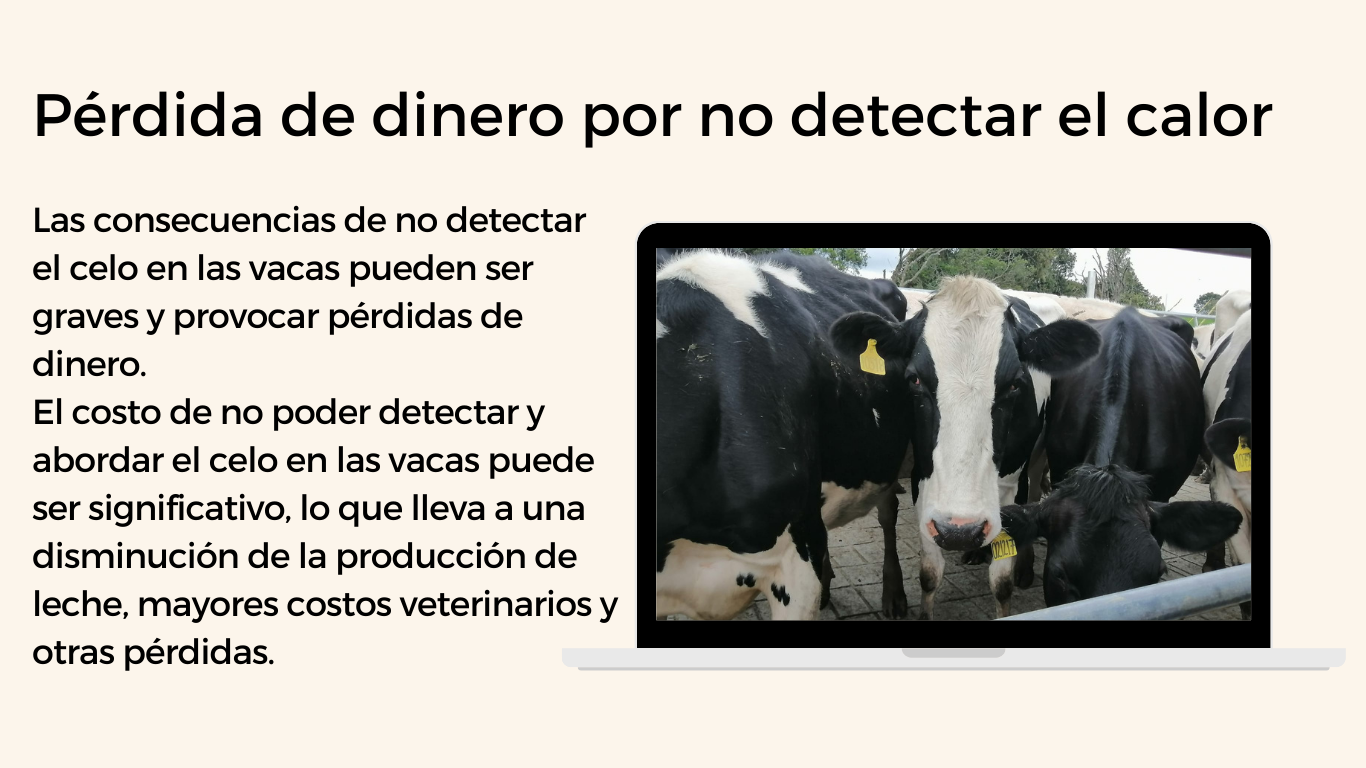 Pérdida de dinero por no detectar el calor
Las consecuencias de no detectar
el celo en las vacas pueden ser
graves y provocar pérdidas de
dinero.
El costo de no poder detectar y
abordar el celo en las vacas puede
ser significativo, lo que lleva a una
disminución de la producción de
leche, mayores costos veterinarios y
otras pérdidas.